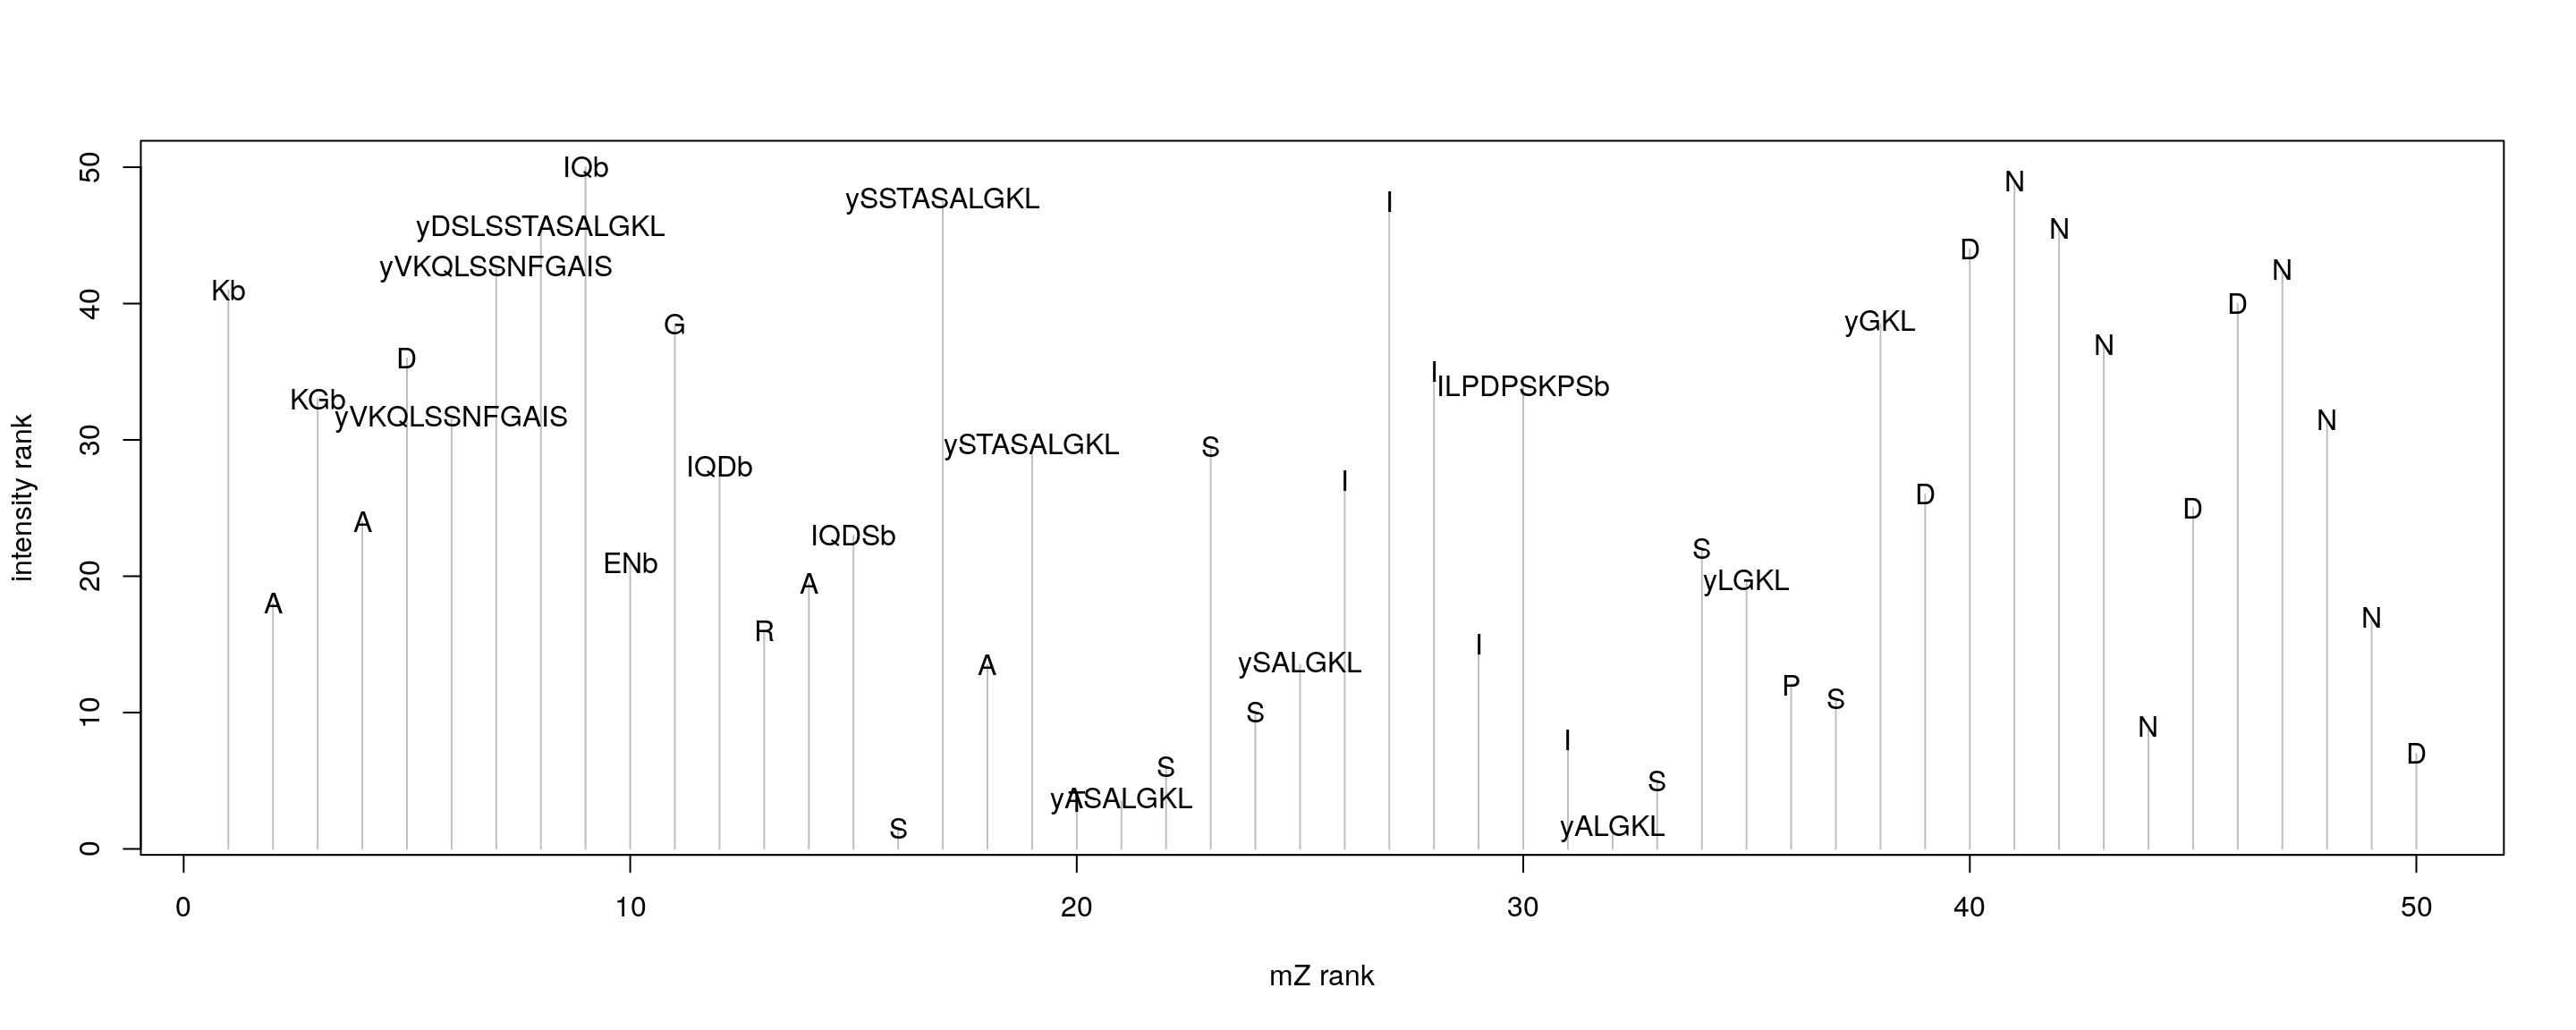 50
IQb
N
ySSTASALGKL
I
yDSLSSTASALGKL
N
D
yVKQLSSNFGAIS
N
Kb
40
D
G
yGKL
N
D
I
ILPDPSKPSb
KGb
yVKQLSSNFGAIS
N
30
ySTASALGKL
S
IQDb
I
D
A
D
IQDSb
S
ENb
20
A
yLGKL
A
N
R
I
A
ySALGKL
P
S
10
S
N
I
D
S
S
T
yASALGKL
S
yALGKL
0
intensity rank
0 10 20 30 40 50
mZ rank